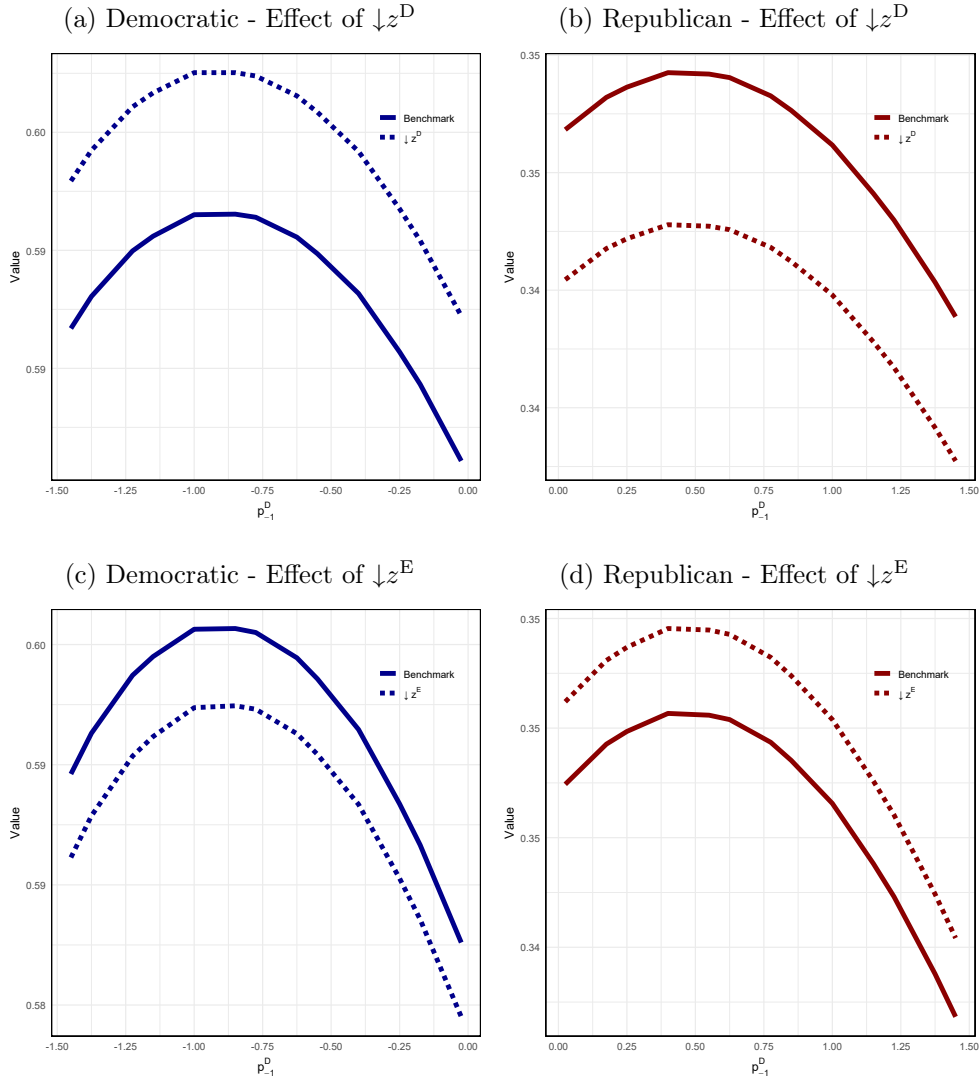 (a) Democratic - Effect of ↓z^D
0.60
0.59
0.59
Value
Benchmark
↓ z^D
-1.50 -1.25 -1.00 -0.75 -0.50 -0.25 0.00
p^D_−1
(b) Republican - Effect of ↓z^D
0.35
0.35
0.34
0.34
Value
Benchmark
↓ z^D
0.00 0.25 0.50 0.75 1.00 1.25 1.50
p^D_−1
(c) Democratic - Effect of ↓z^E
0.60
0.59
0.59
0.58
Value
Benchmark
↓ z^E
-1.50 -1.25 -1.00 -0.75 -0.50 -0.25 0.00
p^D_−1
(d) Republican - Effect of ↓z^E
0.35
0.35
0.35
0.34
Value
Benchmark
↓ z^E
0.00 0.25 0.50 0.75 1.00 1.25 1.50
p^D_−1